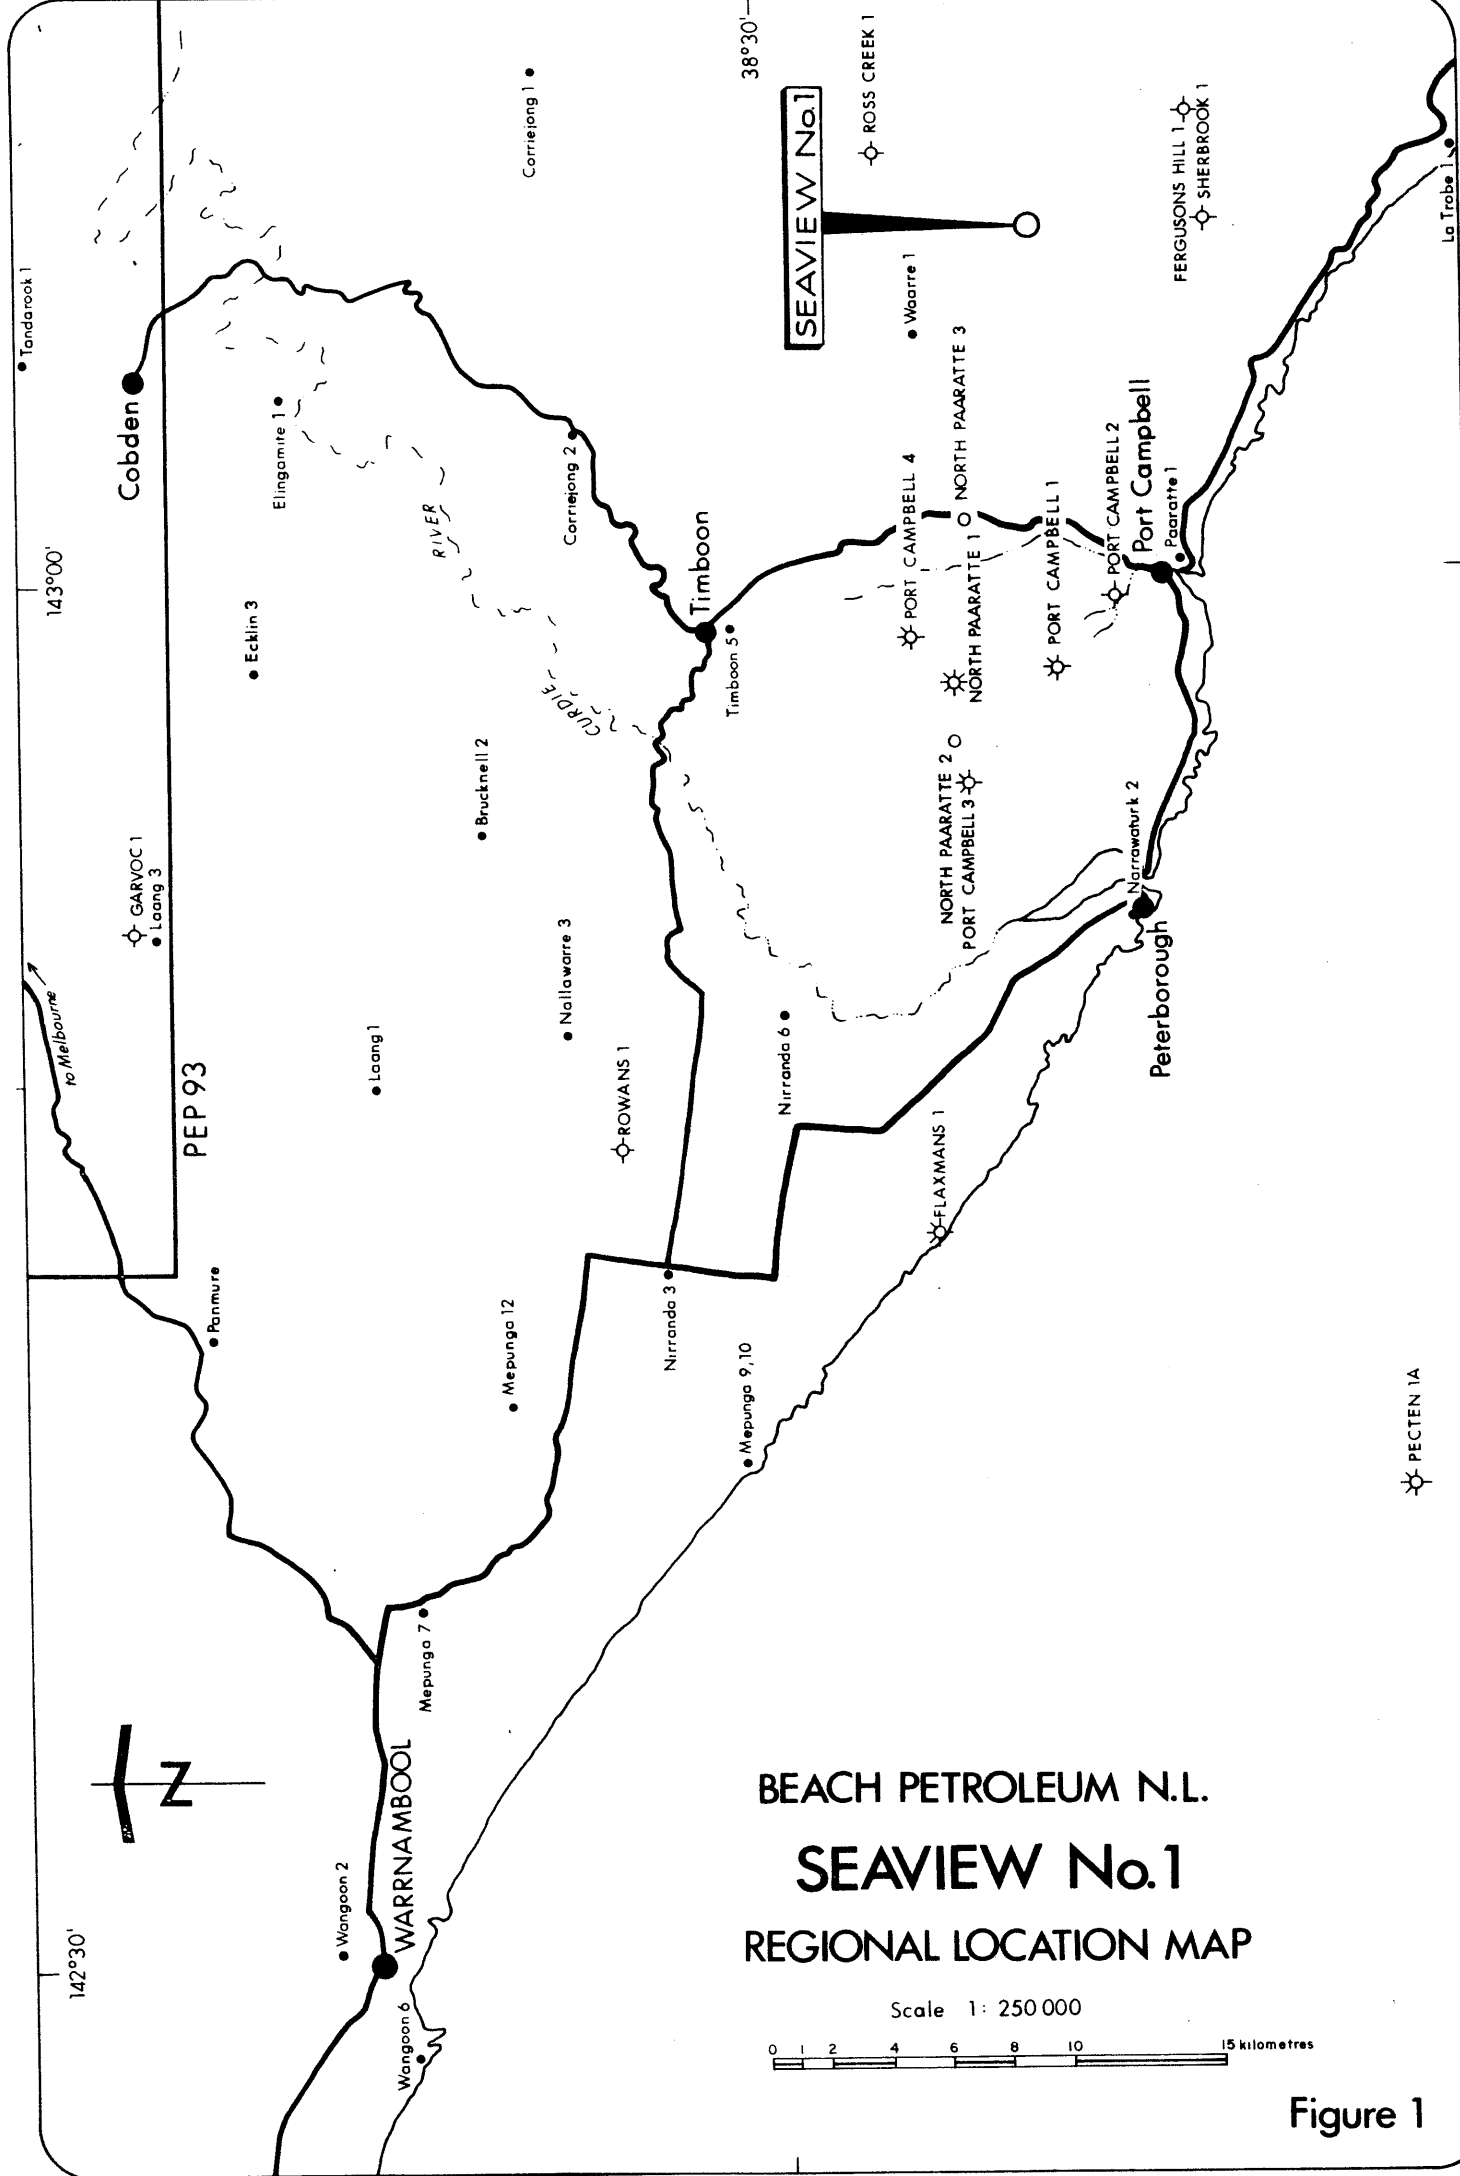 Tandarook 1
Cobden
Elingamite 1
143°00'
Ecklin 3
GARVOC 1
Laang 3
to Melbourne
PEP 93
Panmure
Laang 1
Corriejong 1
38°30'
ROSS CREEK 1
SEAVIEW No.1
Waarre 1
FERGUSONS HILL 1
SHERBROOK 1
La Trobe 1
RIVER
CURDIE
Corriejong 2
Timboon
Timboon 5
Brucknell 2
Nallawarre 3
ROWANS 1
Nirranda 6
Nirranda 3
Mepunga 12
Mepunga 9,10
Mepunga 7
PORT CAMPBELL 4
NORTH PAARATTE 3
NORTH PAARATTE 1
PORT CAMPBELL 1
PORT CAMPBELL 2
Port Campbell
Paaratte 1
NORTH PAARATTE 2
PORT CAMPBELL 3
Narrawaturk 2
Peterborough
FLAXMANS 1
PECTEN 1A
N
WARRNAMBOOL
Wangoon 2
142°30'
Wangoon 6
BEACH PETROLEUM N.L.
SEAVIEW No.1
REGIONAL LOCATION MAP
Scale 1: 250 000
0 1 2 4 6 8 10 15 kilometres
Figure 1